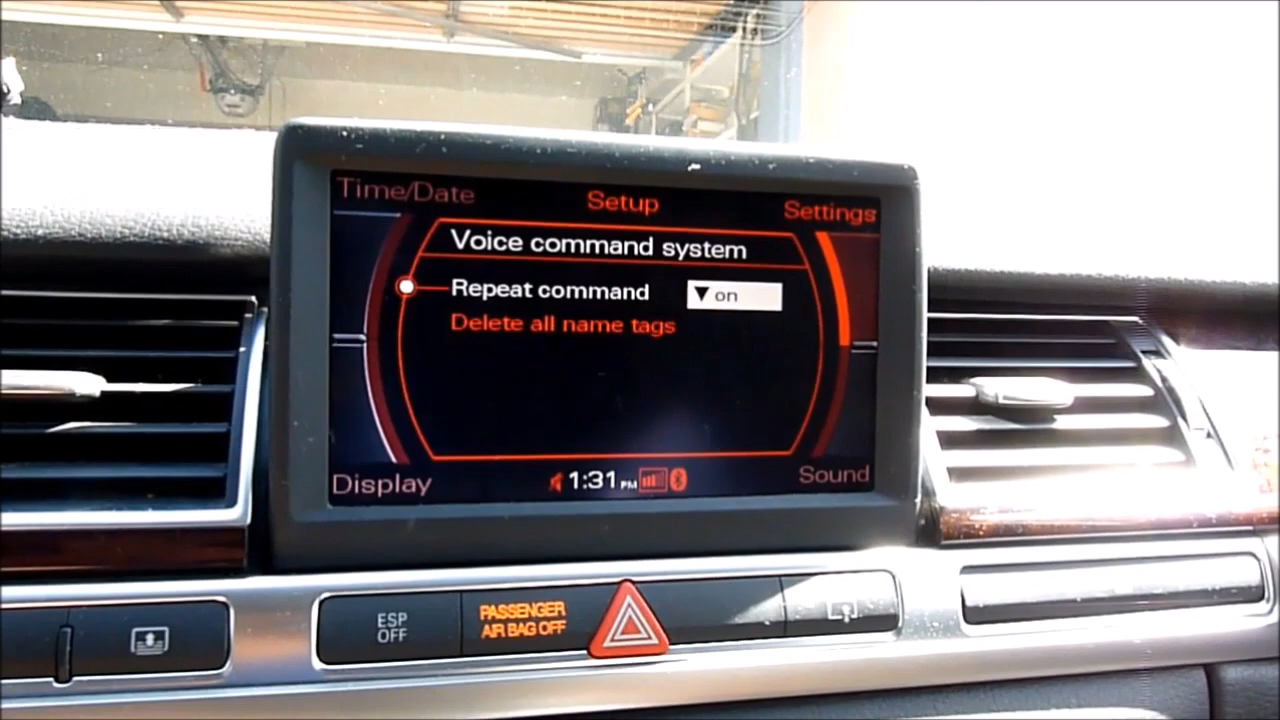 Time/Date
Setup
Settings
Voice command system
Repeat command
on
Delete all name tags
Display
1:31 PM
Sound
ESP
OFF
PASSENGER
AIR BAG OFF